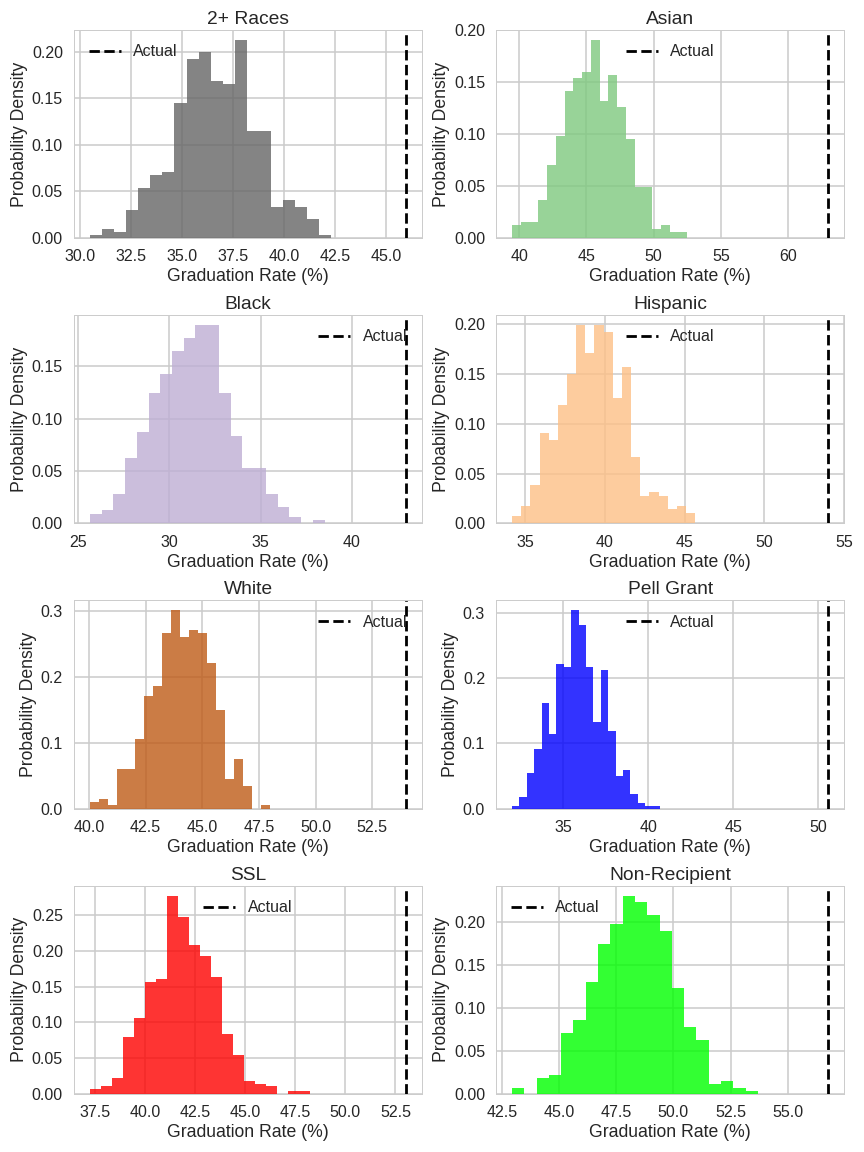 2+ Races
Probability Density
0.20
0.15
0.10
0.05
0.00
Actual
30.0 32.5 35.0 37.5 40.0 42.5 45.0
Graduation Rate (%)
Asian
Probability Density
0.20
0.15
0.10
0.05
0.00
Actual
40 45 50 55 60
Graduation Rate (%)
Black
Probability Density
0.15
0.10
0.05
0.00
Actual
25 30 35 40
Graduation Rate (%)
Hispanic
Probability Density
0.20
0.15
0.10
0.05
0.00
Actual
35 40 45 50 55
Graduation Rate (%)
White
Probability Density
0.3
0.2
0.1
0.0
Actual
40.0 42.5 45.0 47.5 50.0 52.5
Graduation Rate (%)
Pell Grant
Probability Density
0.3
0.2
0.1
0.0
Actual
35 40 45 50
Graduation Rate (%)
SSL
Probability Density
0.25
0.20
0.15
0.10
0.05
0.00
Actual
37.5 40.0 42.5 45.0 47.5 50.0 52.5
Graduation Rate (%)
Non-Recipient
Probability Density
0.20
0.15
0.10
0.05
0.00
Actual
42.5 45.0 47.5 50.0 52.5 55.0
Graduation Rate (%)